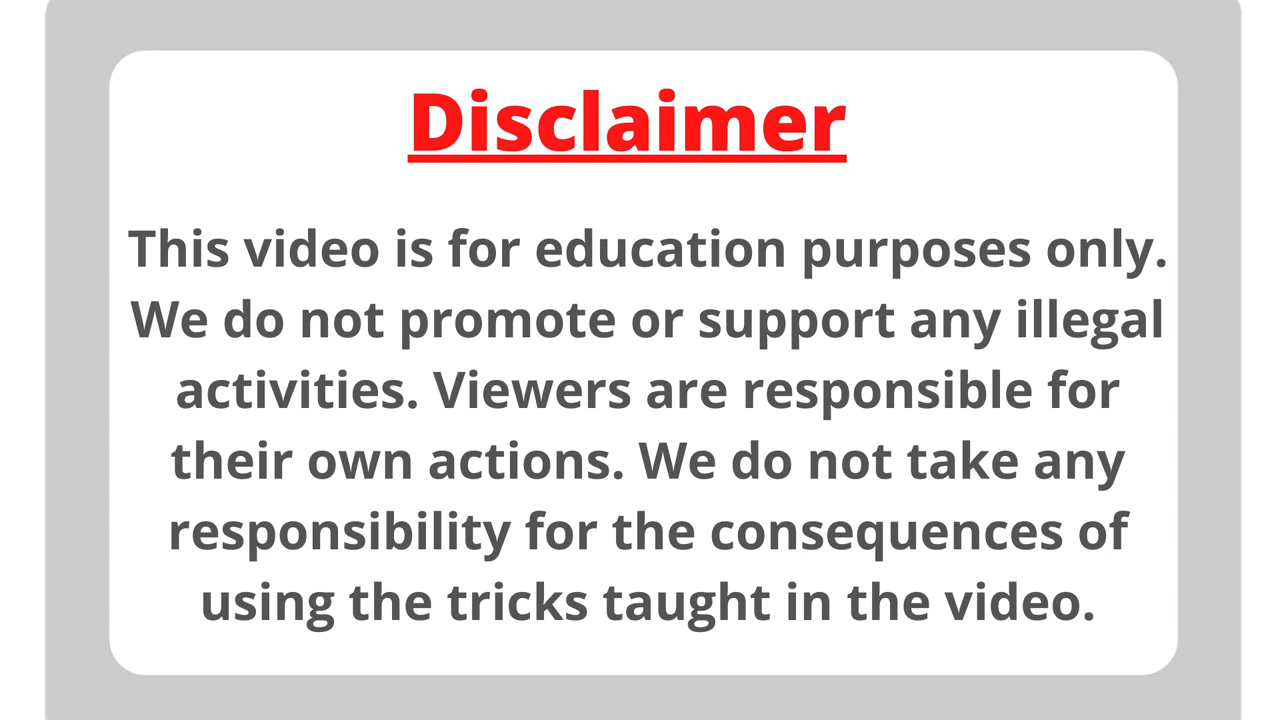 Disclaimer
This video is for education purposes only.
We do not promote or support any illegal
activities. Viewers are responsible for
their own actions. We do not take any
responsibility for the consequences of
using the tricks taught in the video.